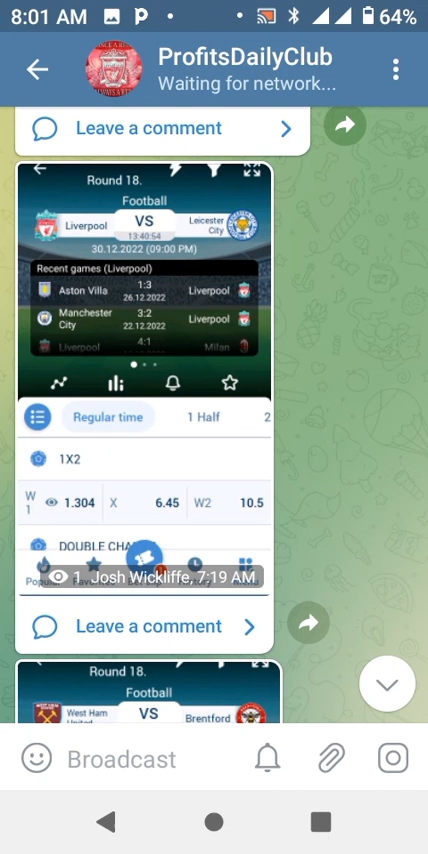 8:01 AM
64%
ProfitsDailyClub
Waiting for network...
Leave a comment
Round 18.
Football
Liverpool
VS
Leicester
City
13:40:54
30.12.2022 (09:00 PM)
Recent games (Liverpool)
Aston Villa 1:3 Liverpool
26.12.2022
Manchester
City 3:2 Liverpool
22.12.2022
Liverpool 4:1 Milan
Regular time 1 Half 2
1X2
W
1 1.304 X 6.45 W2 10.5
DOUBLE CHA
1 Josh Wickliffe, 7:19 AM
Leave a comment
Round 18.
Football
West Ham
United
VS
Brentford
Broadcast